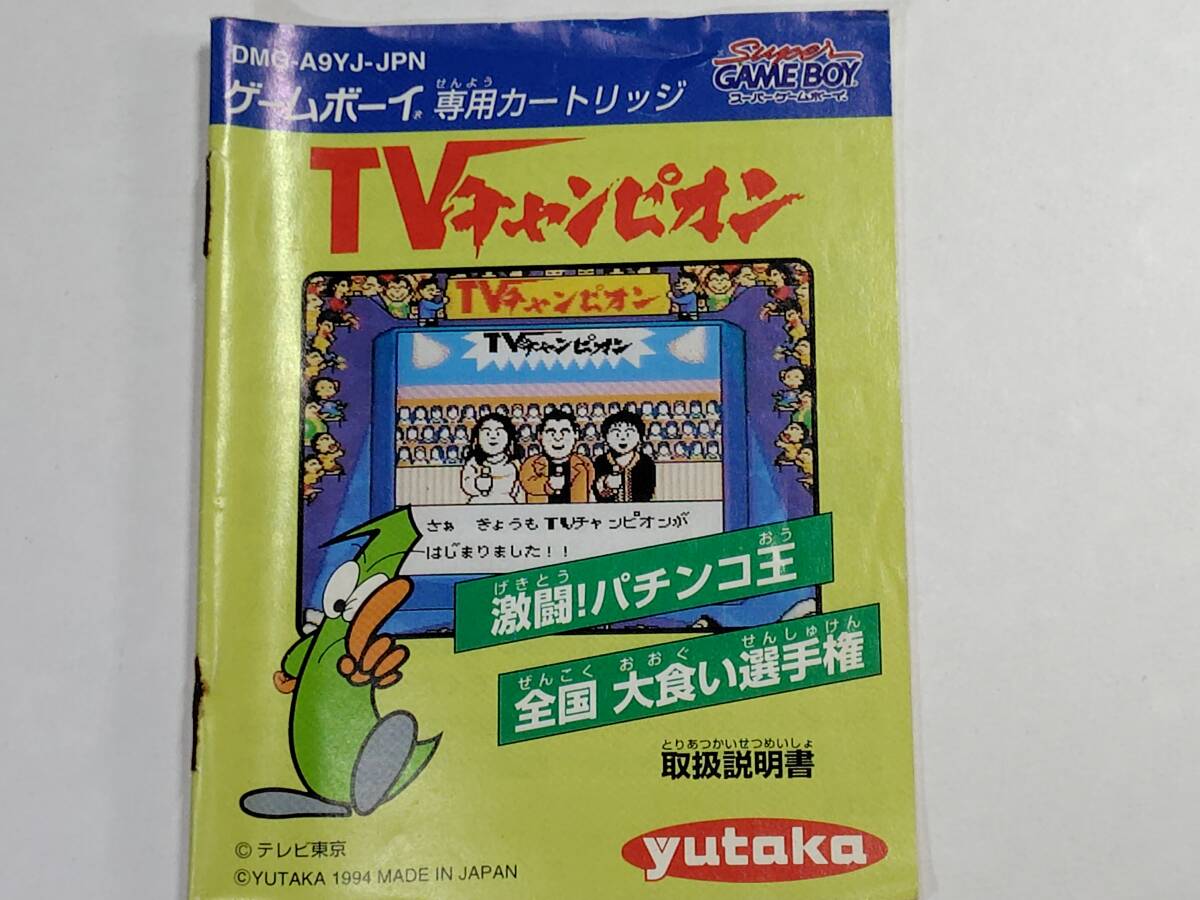 DMG-A9YJ-JPN
Super
GAME BOY
スーパーゲームボーイ
せんよう
ゲームボーイ® 専用カートリッジ
TVチャンピオン
TVチャンピオン
TVチャンピオン
さぁ きょうもTVチャンピオンが
はじまりました!!
げきとう おう
激闘!パチンコ王
ぜんこく おおぐ せんしゅけん
全国 大食い選手権
とりあつかいせつめいしょ
取扱説明書
© テレビ東京
©YUTAKA 1994 MADE IN JAPAN
yutaka